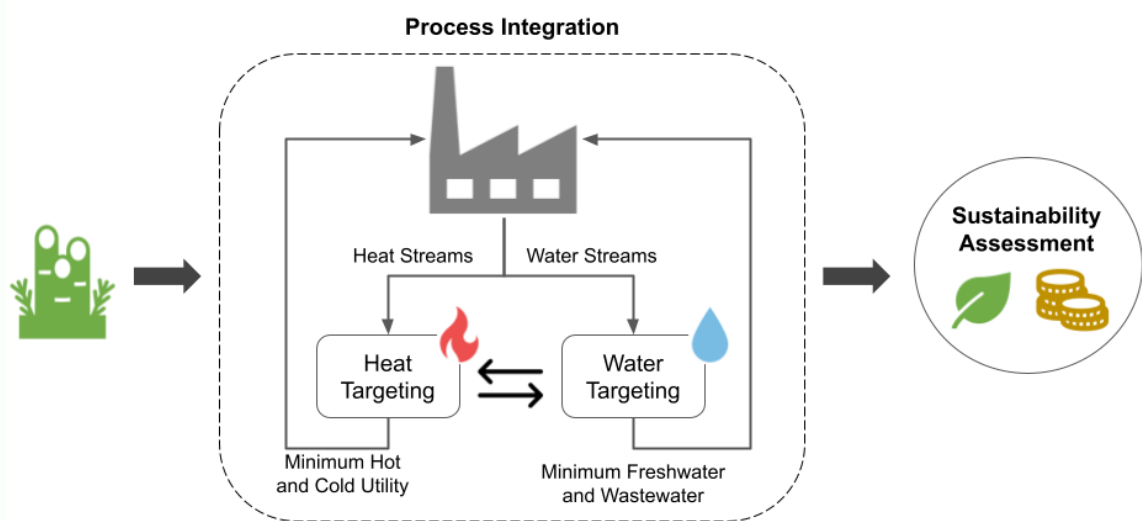 Process Integration
Heat Streams
Water Streams
Heat
Targeting
Water
Targeting
Minimum Hot
and Cold Utility
Minimum Freshwater
and Wastewater
Sustainability
Assessment